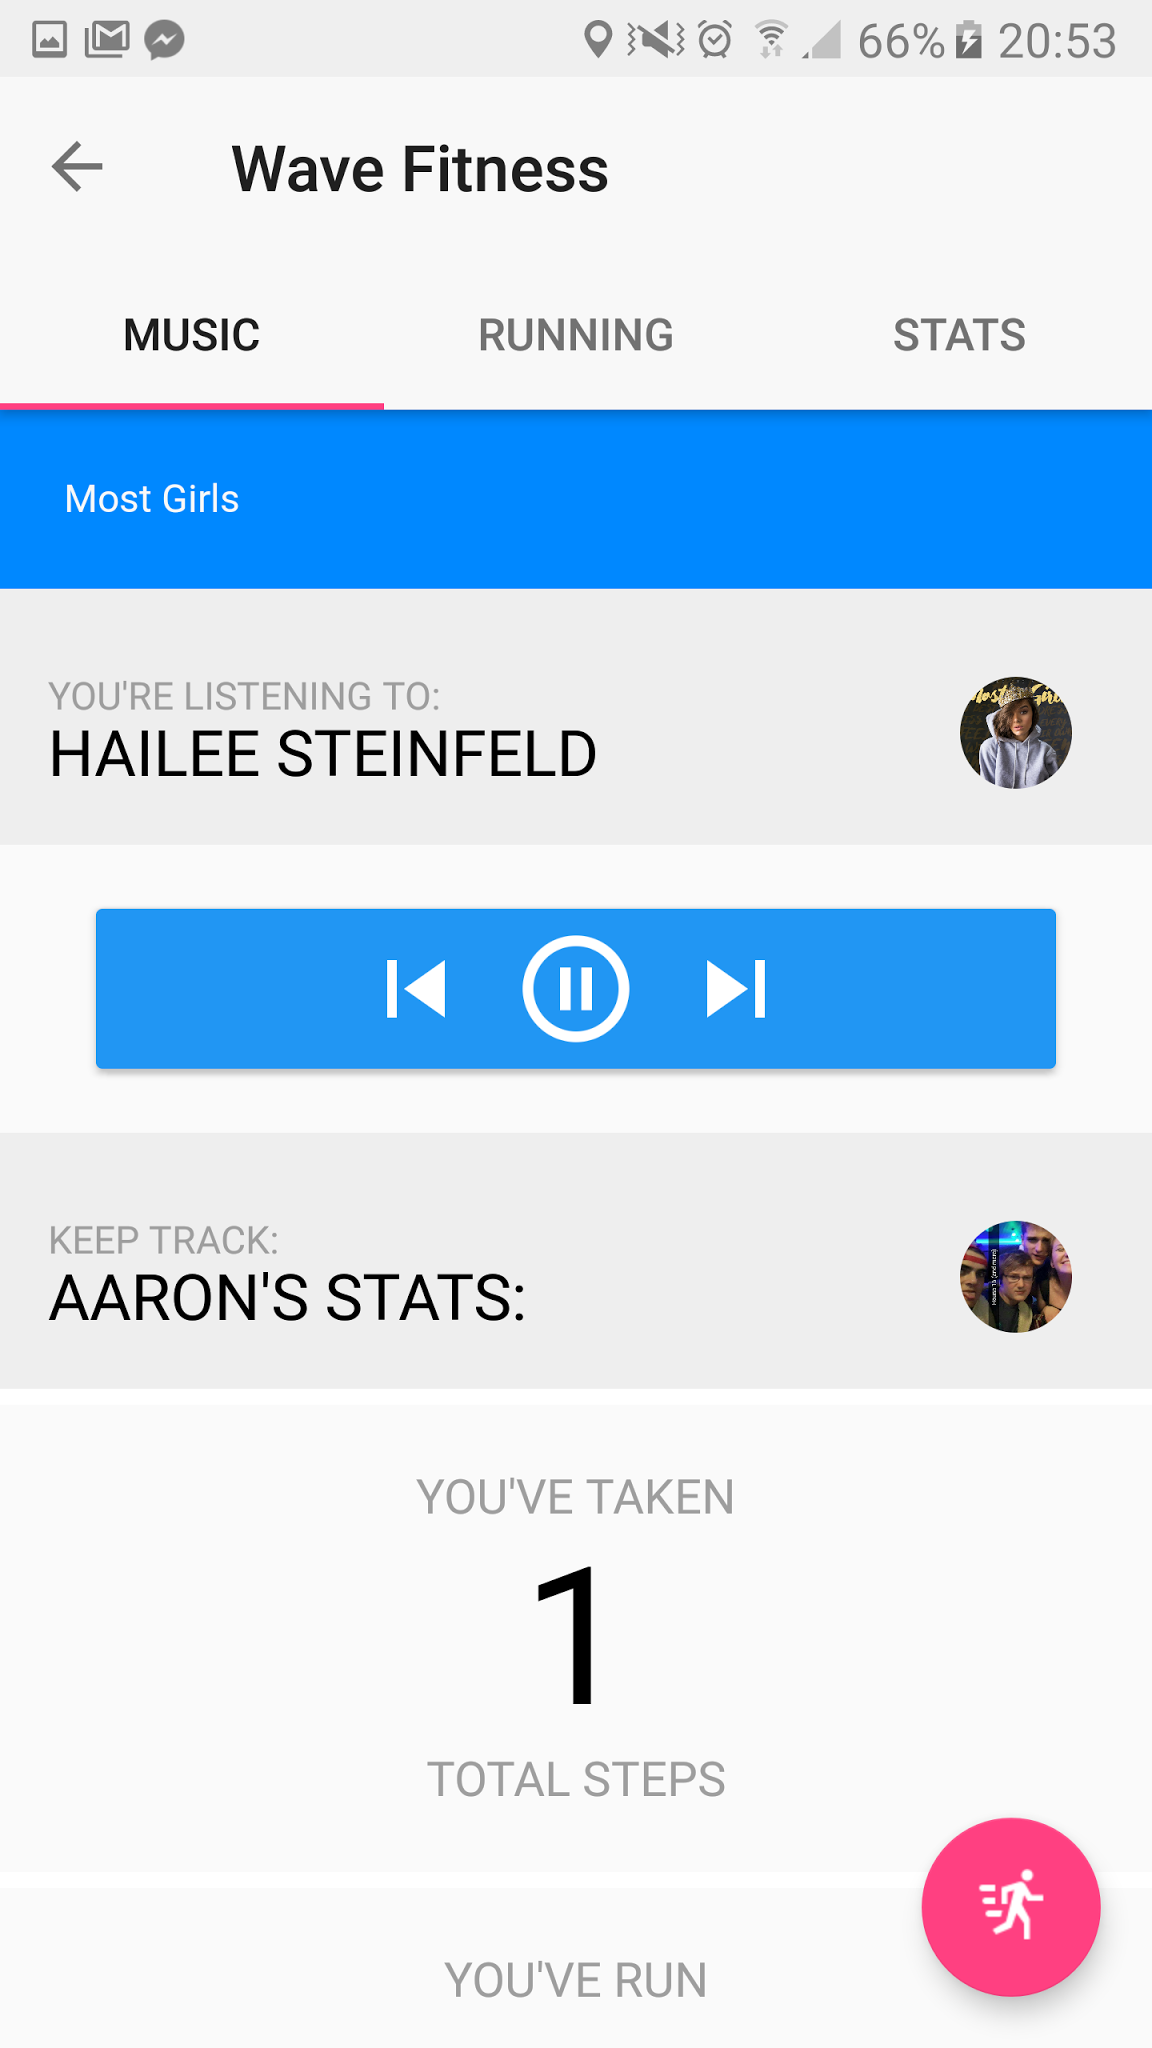 66% 20:53
Wave Fitness
MUSIC RUNNING STATS
Most Girls
YOU'RE LISTENING TO:
HAILEE STEINFELD
KEEP TRACK:
AARON'S STATS:
YOU'VE TAKEN
1
TOTAL STEPS
YOU'VE RUN